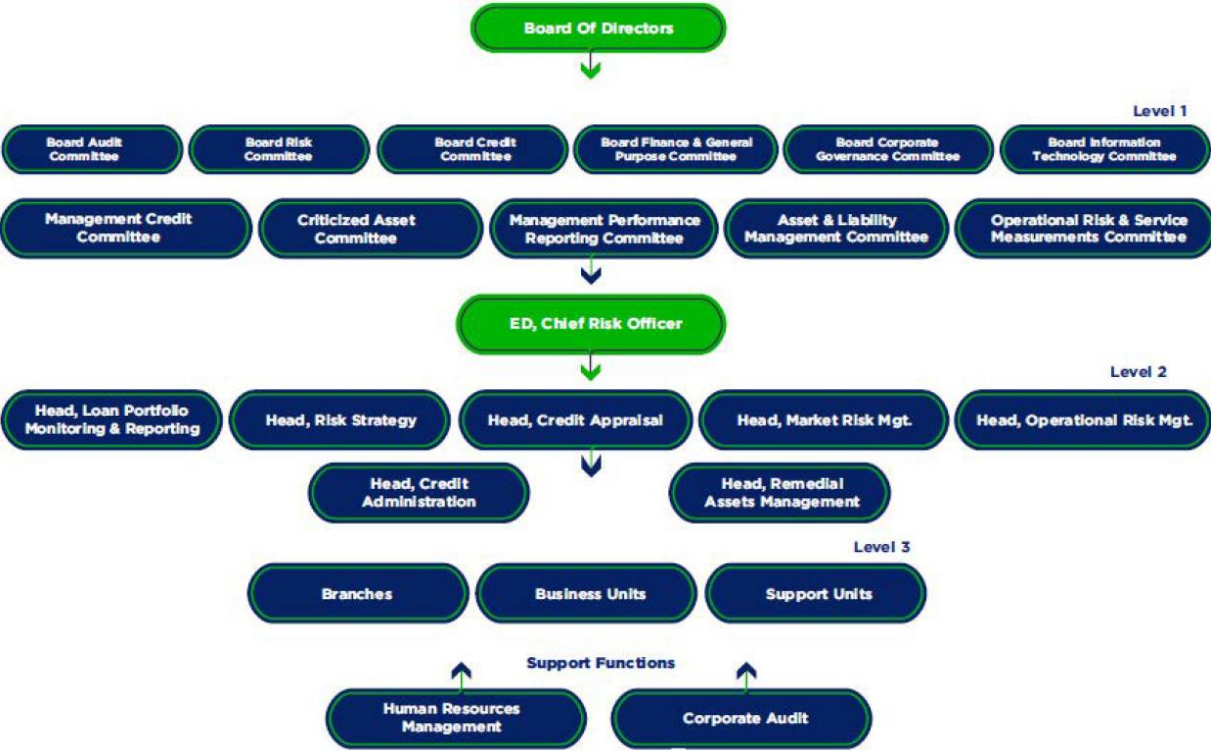 Board Of Directors
Level 1
Board Audit
Committee
Board Risk
Committee
Board Credit
Committee
Board Finance & General
Purpose Committee
Board Corporate
Governance Committee
Board Information
Technology Committee
Management Credit
Committee
Criticized Asset
Committee
Management Performance
Reporting Committee
Asset & Liability
Management Committee
Operational Risk & Service
Measurements Committee
ED, Chief Risk Officer
Level 2
Head, Loan Portfolio
Monitoring & Reporting
Head, Risk Strategy
Head, Credit Appraisal
Head, Market Risk Mgt.
Head, Operational Risk Mgt.
Head, Credit
Administration
Head, Remedial
Assets Management
Level 3
Branches
Business Units
Support Units
Support Functions
Human Resources
Management
Corporate Audit